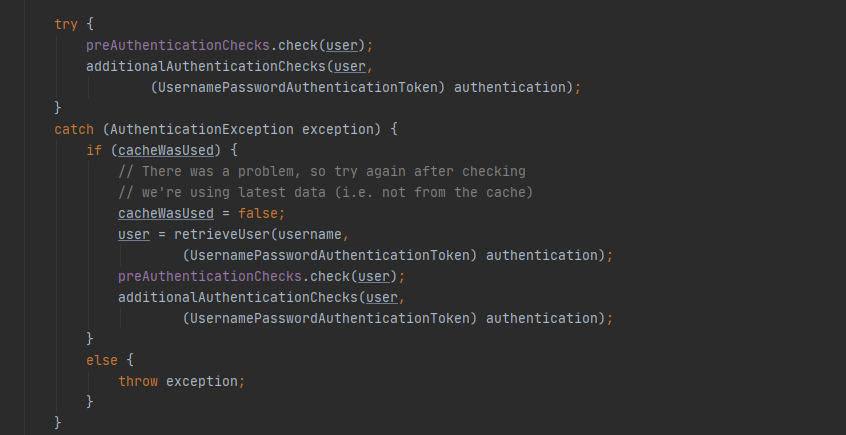 try {
preAuthenticationChecks.check(user);
additionalAuthenticationChecks(user,
(UsernamePasswordAuthenticationToken) authentication);
}
catch (AuthenticationException exception) {
if (cacheWasUsed) {
// There was a problem, so try again after checking
// we're using latest data (i.e. not from the cache)
cacheWasUsed = false;
user = retrieveUser(username,
(UsernamePasswordAuthenticationToken) authentication);
preAuthenticationChecks.check(user);
additionalAuthenticationChecks(user,
(UsernamePasswordAuthenticationToken) authentication);
}
else {
throw exception;
}
}